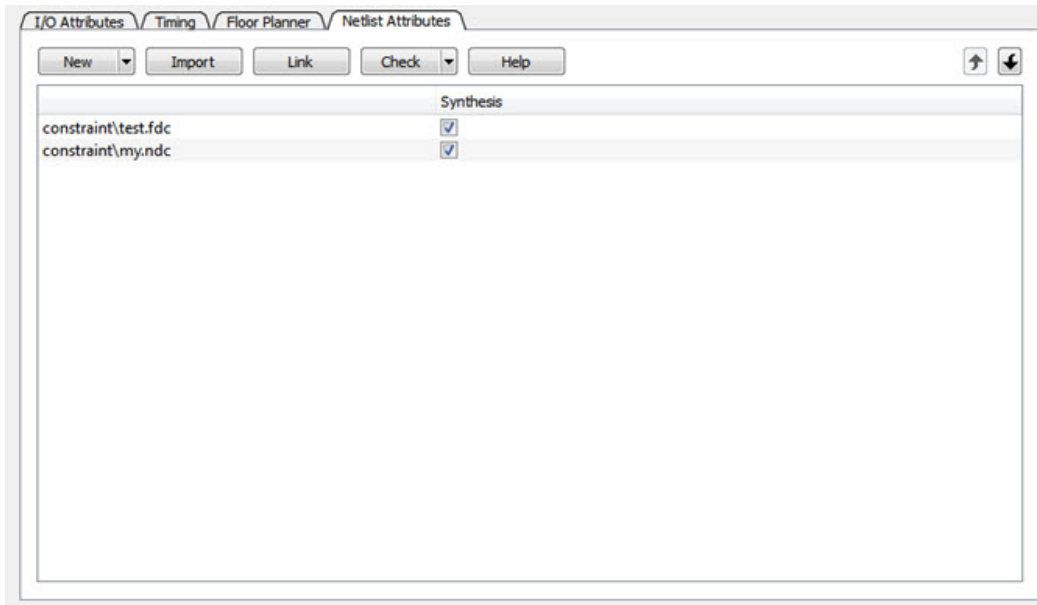 I/O Attributes Timing Floor Planner Netlist Attributes
New Import Link Check Help
Synthesis
constraint\test.fdc
constraint\my.ndc